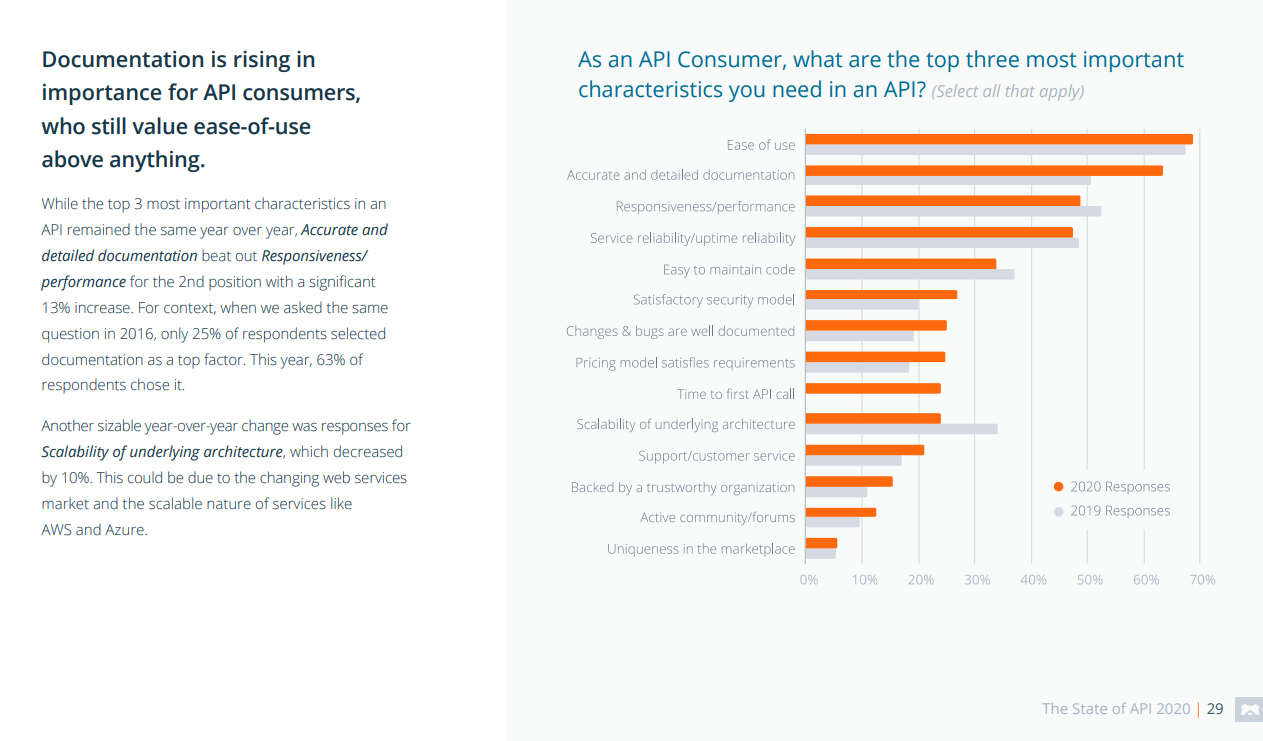 Documentation is rising in
importance for API consumers,
who still value ease-of-use
above anything.
While the top 3 most important characteristics in an
API remained the same year over year, Accurate and
detailed documentation beat out Responsiveness/
performance for the 2nd position with a significant
13% increase. For context, when we asked the same
question in 2016, only 25% of respondents selected
documentation as a top factor. This year, 63% of
respondents chose it.
Another sizable year-over-year change was responses for
Scalability of underlying architecture, which decreased
by 10%. This could be due to the changing web services
market and the scalable nature of services like
AWS and Azure.
As an API Consumer, what are the top three most important
characteristics you need in an API? (Select all that apply)
Ease of use
Accurate and detailed documentation
Responsiveness/performance
Service reliability/uptime reliability
Easy to maintain code
Satisfactory security model
Changes & bugs are well documented
Pricing model satisfies requirements
Time to first API call
Scalability of underlying architecture
Support/customer service
Backed by a trustworthy organization
Active community/forums
Uniqueness in the marketplace
2020 Responses
2019 Responses
0% 10% 20% 30% 40% 50% 60% 70%
The State of API 2020 | 29